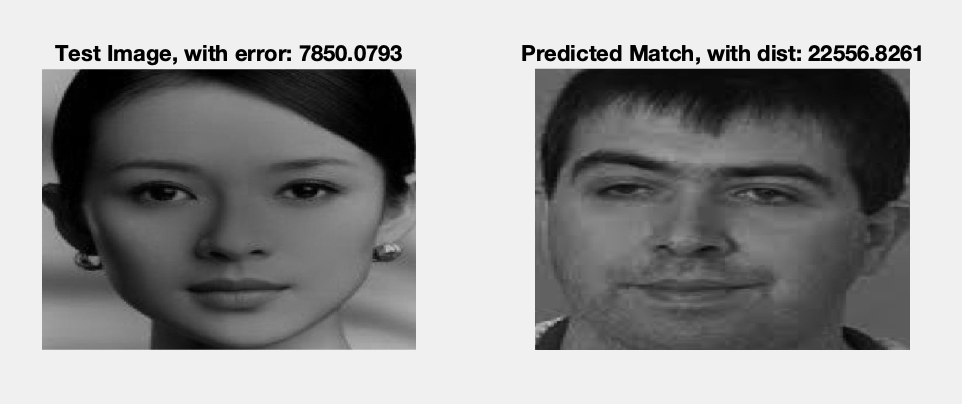 Test Image, with error: 7850.0793
Predicted Match, with dist: 22556.8261